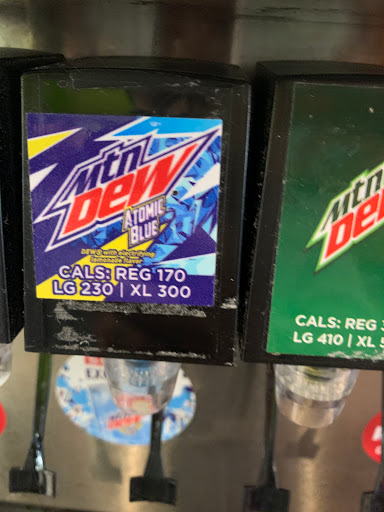 mtn
DEW
ATOMIC
BLUE
DEW® with electrifying
lemonade flavor
CALS: REG 170
LG 230 | XL 300
mtn
CALS: REG
LG 410 | XL